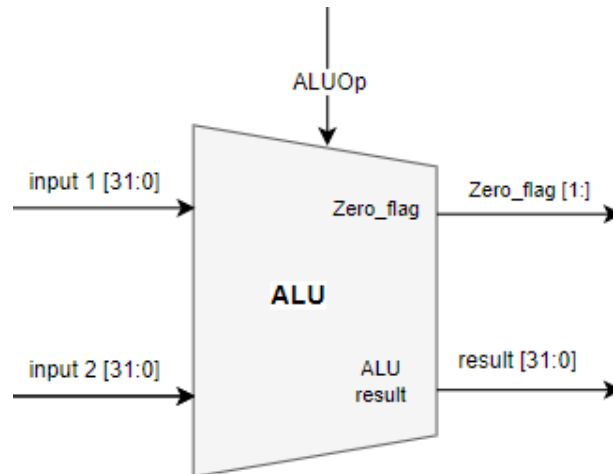 ALUOp
input 1 [31:0]
Zero_flag
Zero_flag [1:]
ALU
input 2 [31:0]
ALU
result
result [31:0]